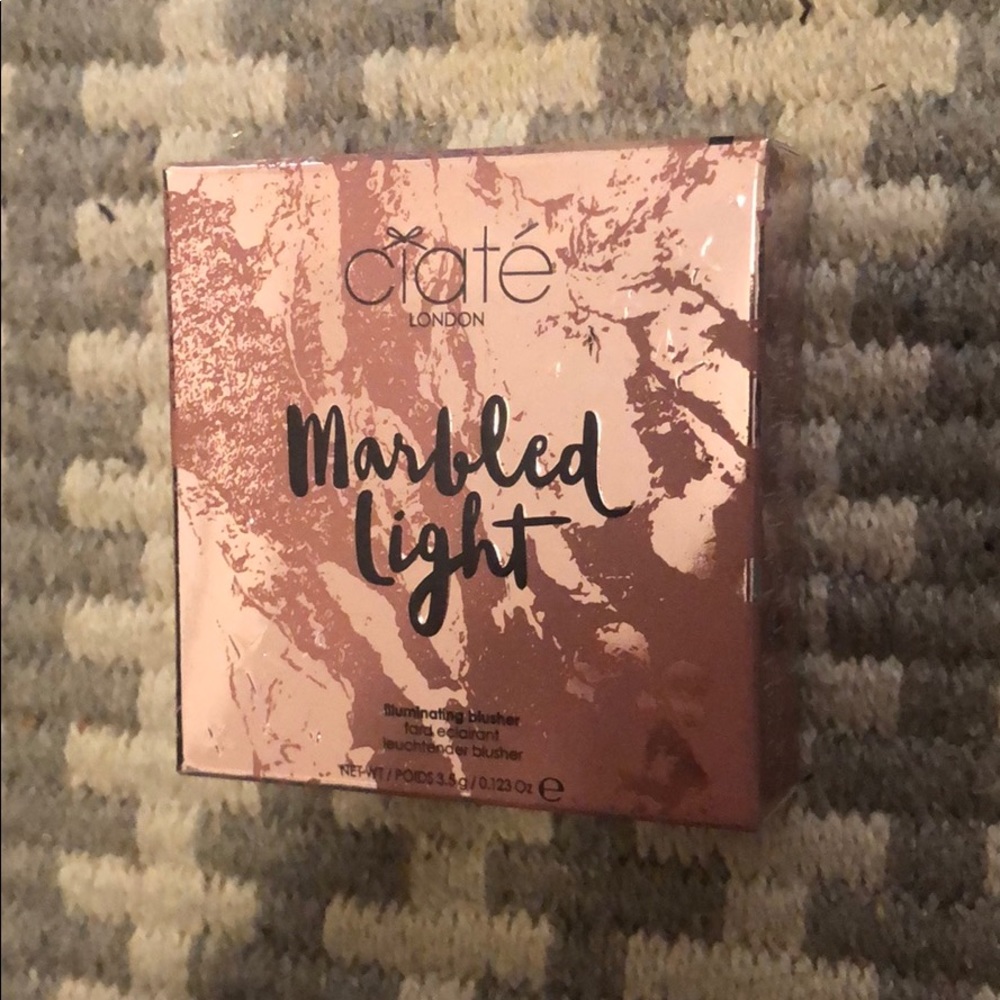 ciaté
LONDON
Marbled
Light
illuminating blusher
fard eclairant
leuchtender blusher
NET-WT / POIDS 3.5 g / 0.123 Oz ℮